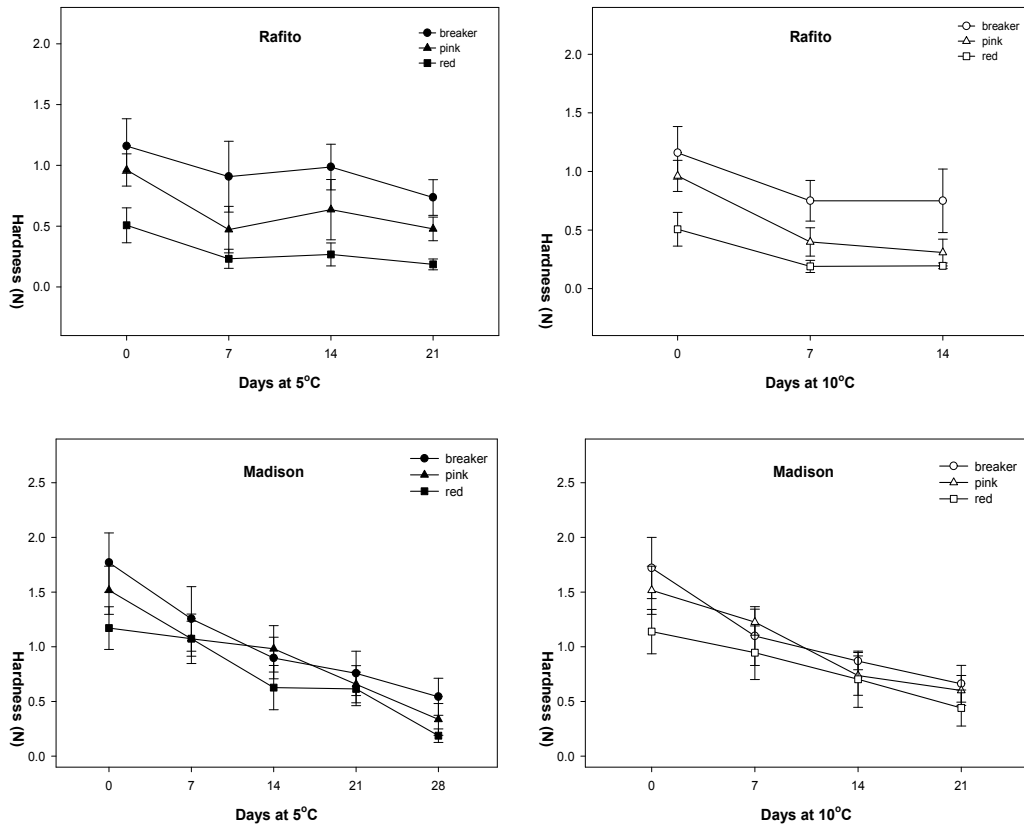 Rafito
breaker
pink
red
2.0
1.5
1.0
0.5
0.0
Hardness (N)
0 7 14 21
Days at 5°C
Rafito
breaker
pink
red
2.0
1.5
1.0
0.5
0.0
Hardness (N)
0 7 14
Days at 10°C
Madison
breaker
pink
red
2.5
2.0
1.5
1.0
0.5
0.0
Hardness (N)
0 7 14 21 28
Days at 5°C
Madison
breaker
pink
red
2.5
2.0
1.5
1.0
0.5
0.0
Hardness (N)
0 7 14 21
Days at 10°C